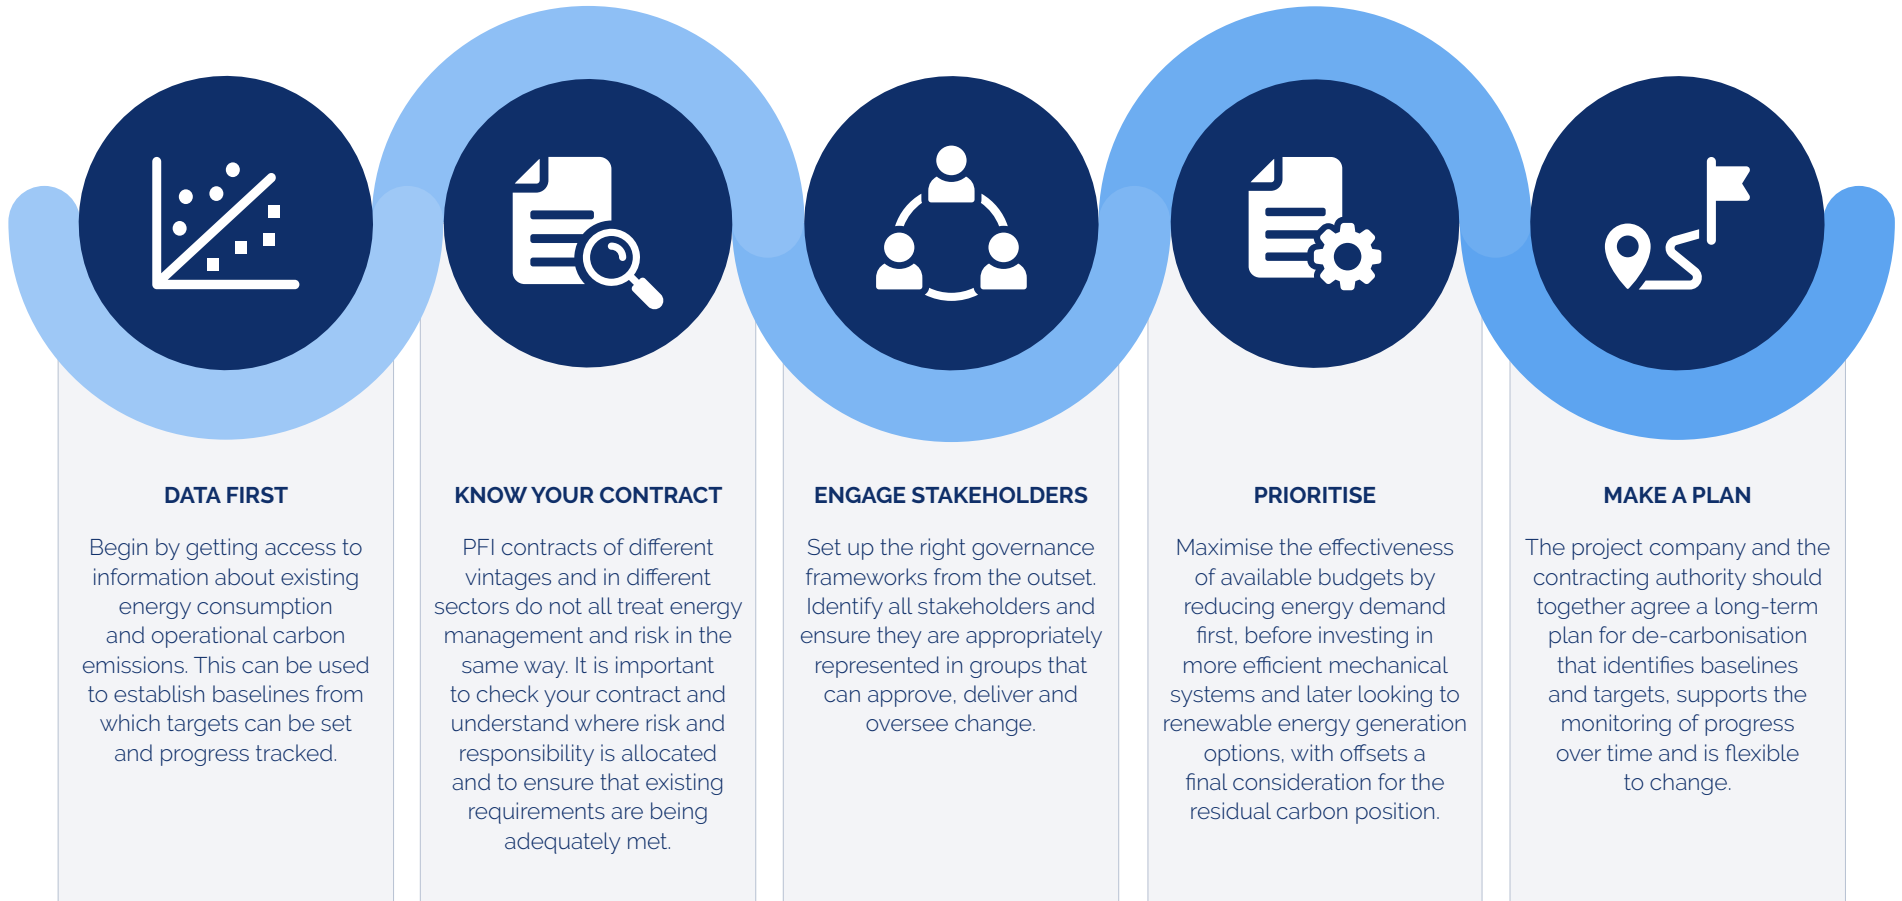 DATA FIRST
Begin by getting access to
information about existing
energy consumption
and operational carbon
emissions. This can be used
to establish baselines from
which targets can be set
and progress tracked.
KNOW YOUR CONTRACT
PFI contracts of different
vintages and in different
sectors do not all treat energy
management and risk in the
same way. It is important
to check your contract and
understand where risk and
responsibility is allocated
and to ensure that existing
requirements are being
adequately met.
ENGAGE STAKEHOLDERS
Set up the right governance
frameworks from the outset.
Identify all stakeholders and
ensure they are appropriately
represented in groups that
can approve, deliver and
oversee change.
PRIORITISE
Maximise the effectiveness
of available budgets by
reducing energy demand
first, before investing in
more efficient mechanical
systems and later looking to
renewable energy generation
options, with offsets a
final consideration for the
residual carbon position.
MAKE A PLAN
The project company and the
contracting authority should
together agree a long-term
plan for de-carbonisation
that identifies baselines
and targets, supports the
monitoring of progress
over time and is flexible
to change.